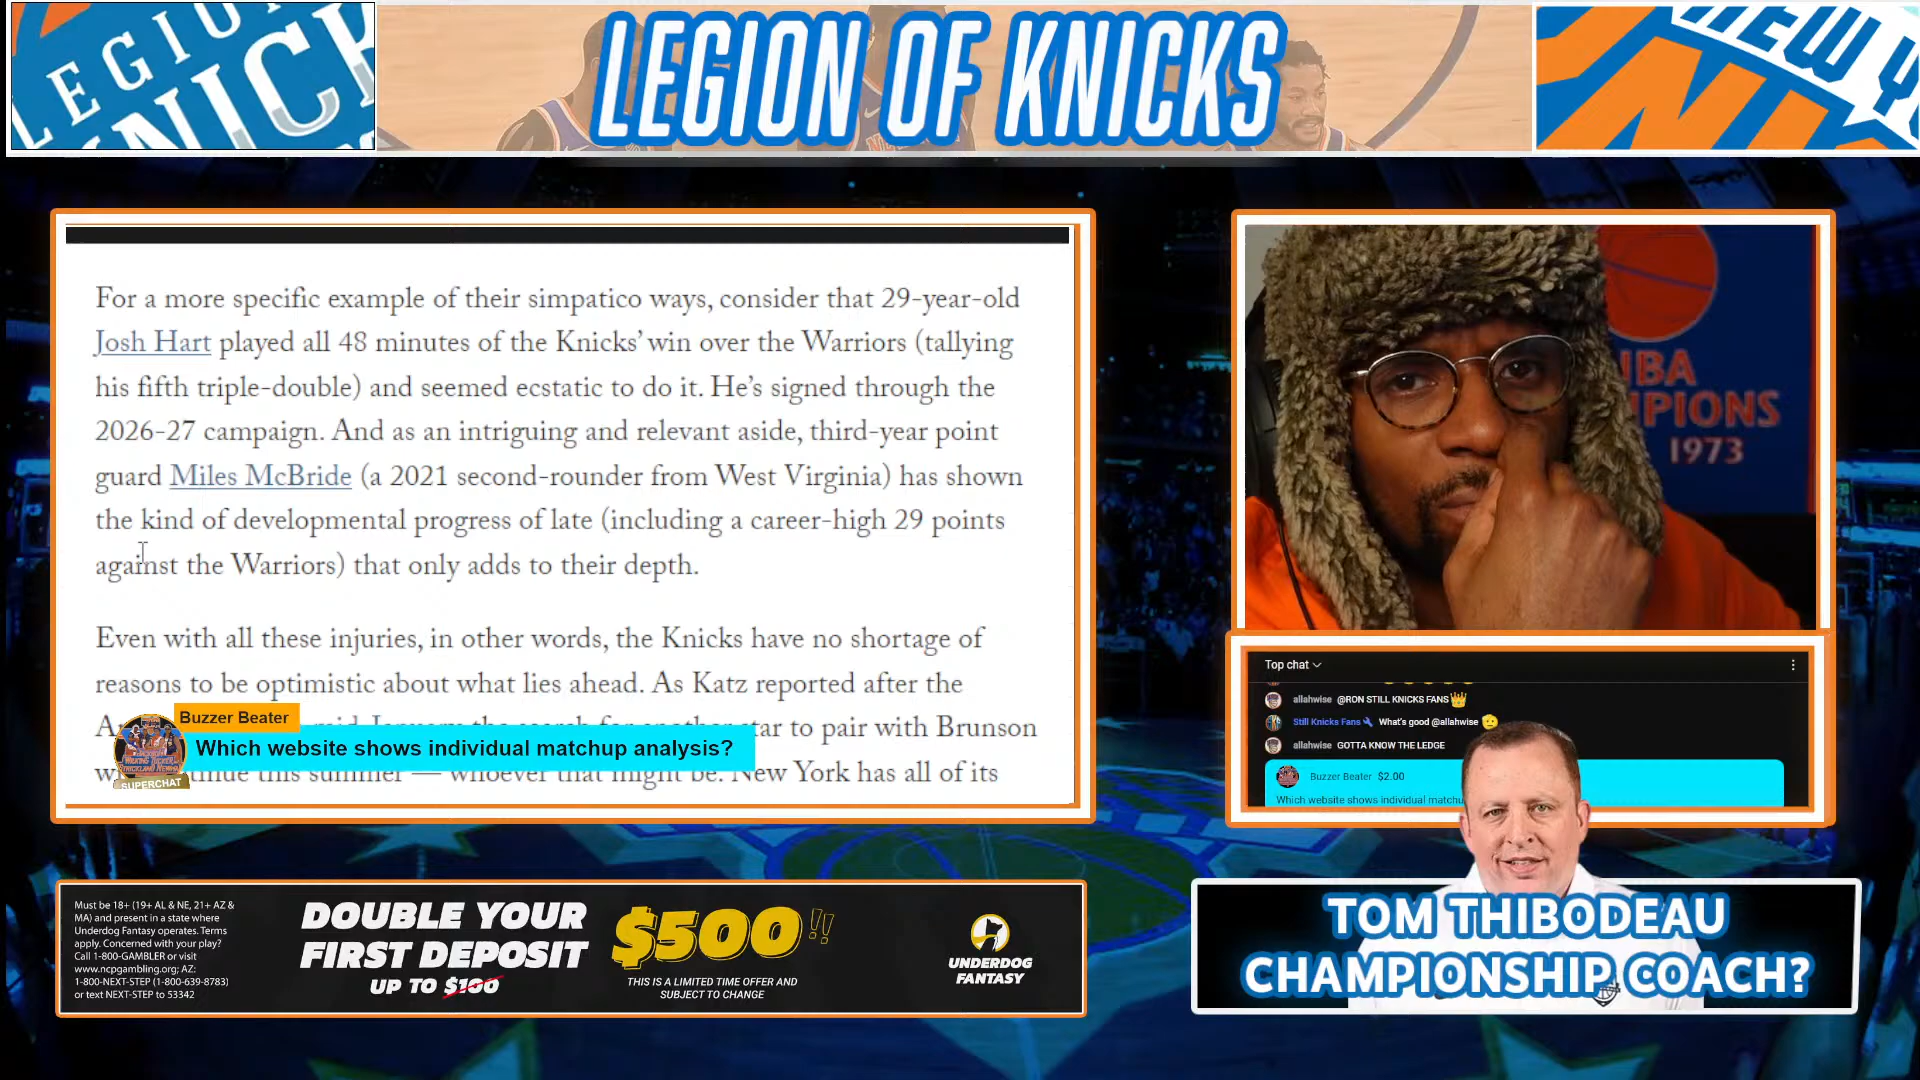 LEGION OF KNICKS
NEW Y
For a more specific example of their simpatico ways, consider that 29-year-old
Josh Hart played all 48 minutes of the Knicks' win over the Warriors (tallying
his fifth triple-double) and seemed ecstatic to do it. He's signed through the
2026-27 campaign. And as an intriguing and relevant aside, third-year point
guard Miles McBride (a 2021 second-rounder from West Virginia) has shown
the kind of developmental progress of late (including a career-high 29 points
against the Warriors) that only adds to their depth.
Even with all these injuries, in other words, the Knicks have no shortage of
reasons to be optimistic about what lies ahead. As Katz reported after the
tar to pair with Brunson
this summer — whoever that might be. New York has all of its
Buzzer Beater
Which website shows individual matchup analysis?
SUPERCHAT
NBA
CHAMPIONS
1973
Top chat
allahwise @RON STILL KNICKS FANS
Still Knicks Fans What's good @allahwise
allahwise GOTTA KNOW THE LEDGE
Buzzer Beater $2.00
Which website shows individual matchu
Must be 18+ (19+ AL & NE, 21+ AZ &
MA) and present in a state where
Underdog Fantasy operates. Terms
apply. Concerned with your play?
Call 1-800-GAMBLER or visit
www.ncpgambling.org; AZ:
1-800-NEXT-STEP (1-800-639-8783)
or text NEXT-STEP to 53342
DOUBLE YOUR
FIRST DEPOSIT
UP TO $100
$500!!
THIS IS A LIMITED TIME OFFER AND
SUBJECT TO CHANGE
UNDERDOG
FANTASY
TOM THIBODEAU
CHAMPIONSHIP COACH?